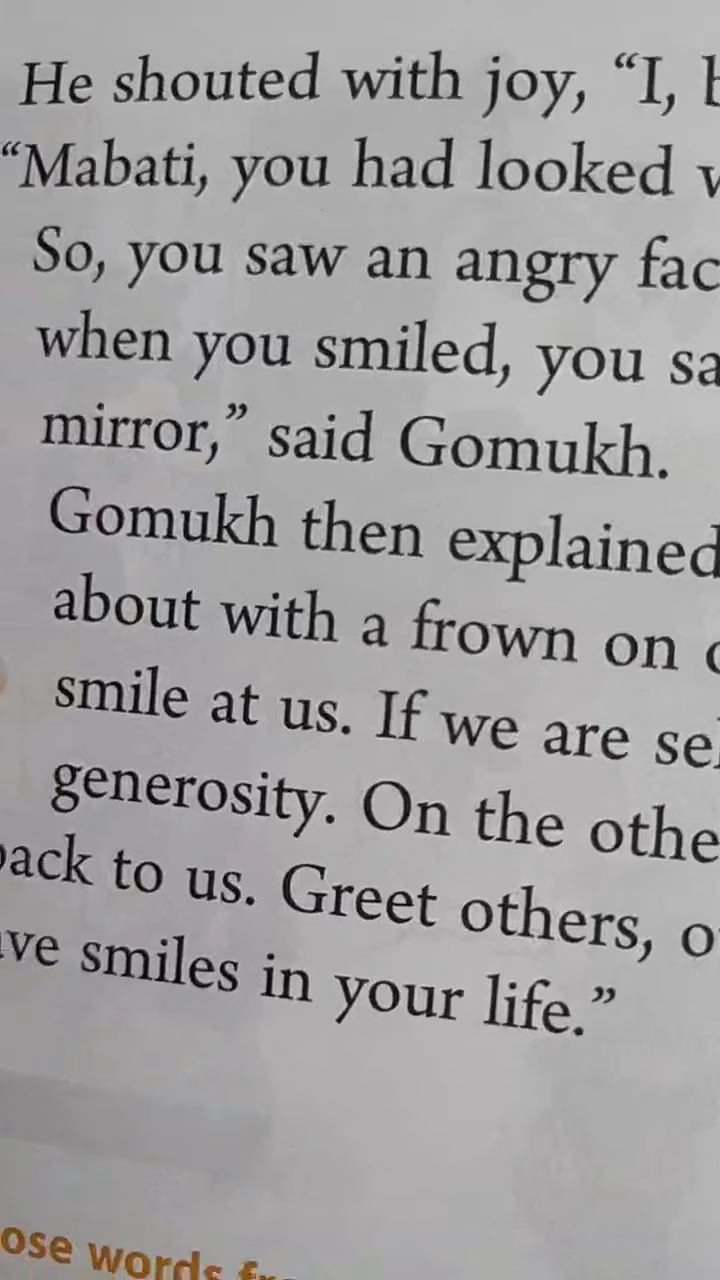 He shouted with joy, “I,
“Mabati, you had looked
So, you saw an angry
when you smiled, you
mirror,” said Gomukh.
Gomukh then explained
about with a frown on
smile at us. If we are
generosity. On the
to us. Greet others,
smiles in your life.”
words